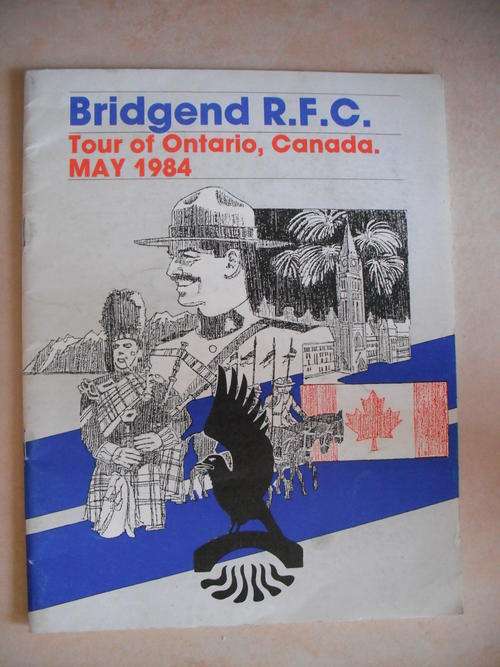 Bridgend R.F.C.
Tour of Ontario, Canada.
MAY 1984